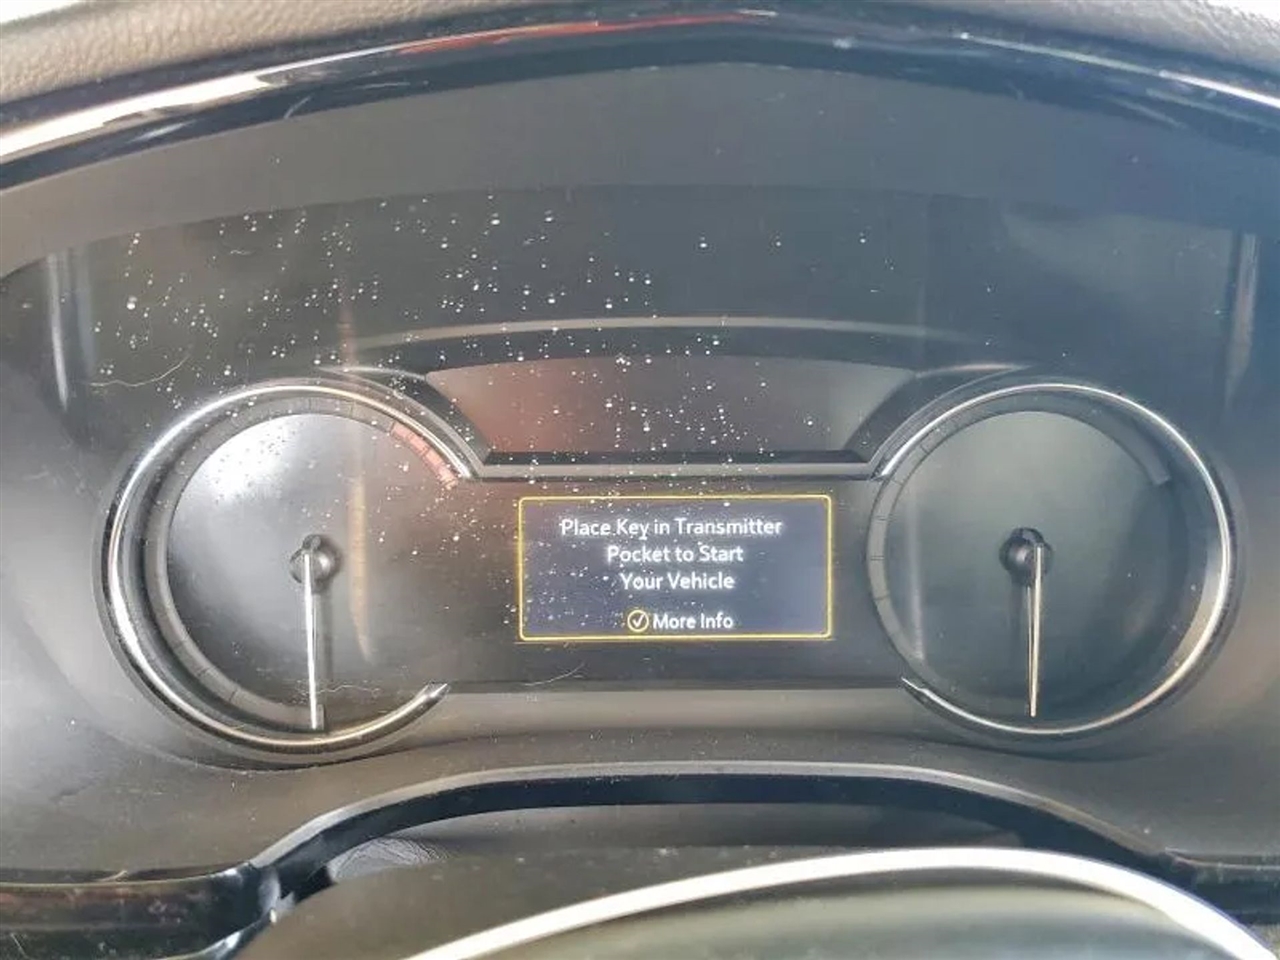 Place Key in Transmitter
Pocket to Start
Your Vehicle
More Info